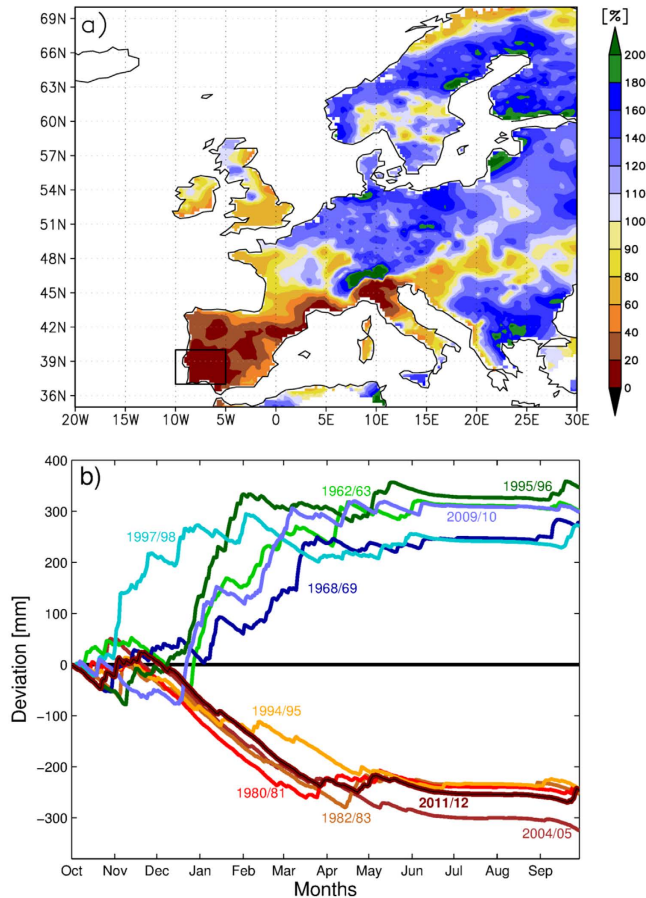 [%]
a)
69N
66N
63N
60N
57N
54N
51N
48N
45N
42N
39N
36N
20W 15W 10W 5W 0 5E 10E 15E 20E 25E 30E
200
180
160
140
120
100
90
80
60
40
20
0
b)
400
300
200
100
0
-100
-200
-300
Deviation [mm]
1995/96
1962/63
2009/10
1997/98
1968/69
1994/95
1980/81
2011/12
1982/83
2004/05
Oct Nov Dec Jan Feb Mar Apr May Jun Jul Aug Sep
Months